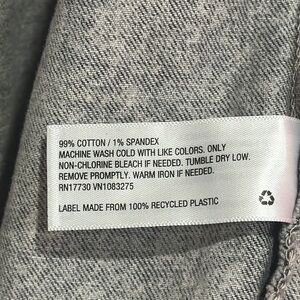 99% COTTON / 1% SPANDEX
MACHINE WASH COLD WITH LIKE COLORS. ONLY
NON-CHLORINE BLEACH IF NEEDED. TUMBLE DRY LOW.
REMOVE PROMPTLY. WARM IRON IF NEEDED.
RN17730 VN1083275
LABEL MADE FROM 100% RECYCLED PLASTIC